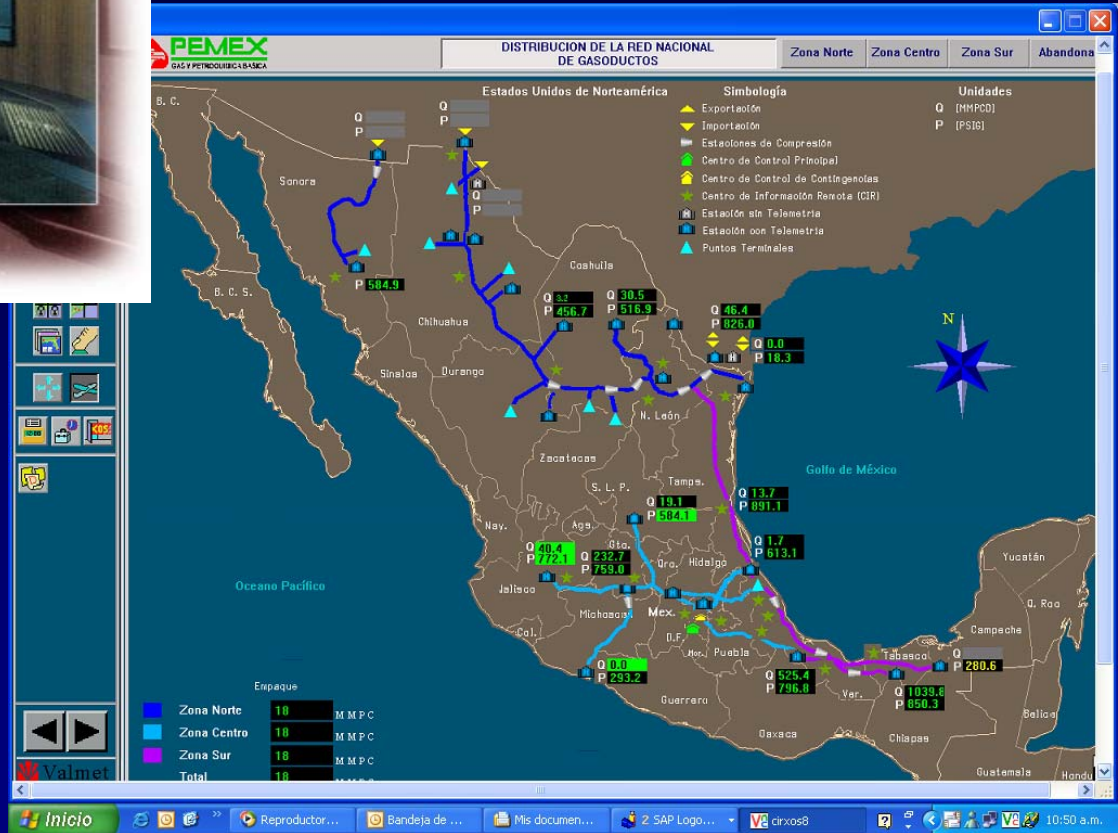 PEMEX
GAS Y PETROQUIMICA BASICA
DISTRIBUCION DE LA RED NACIONAL
DE GASODUCTOS
Zona Norte
Zona Centro
Zona Sur
Abandona
Estados Unidos de Norteamérica
Simbología
Exportación
Importación
Estaciones de Compresión
Centro de Control Principal
Centro de Control de Contingencias
Centro de Información Remota (CIR)
Estación sin Telemetria
Estación con Telemetria
Puntos Terminales
Unidades
Q [MMPCD]
P [PSIG]
B. C.
Q
P
Q
P
Sonora
Q
P
Coahuila
P 584.9
B. C. S.
Chihuahua
Q 3.2
P 456.7
Q 30.5
P 516.9
Q 46.4
P 826.0
Q 0.0
P 18.3
N
Sinaloa
Durango
N. León
Zacatecas
Golfo de México
S. L. P.
Tamps.
Q 19.1
P 584.1
Q 13.7
P 891.1
Nay.
Ags.
Gto.
Q 40.4
P 772.1
Q 232.7
P 759.0
Qro.
Hidalgo
Q 1.7
P 613.1
Yucatán
Oceano Pacífico
Jalisco
Michoacan
Mex.
Q. Roo
Col.
D.F.
Mor.
Puebla
Tabasco
Campeche
Q
P 280.6
Q 0.0
P 293.2
Q 525.4
P 796.8
Ver.
Q 1039.8
P 850.3
Guerrero
Oaxaca
Chiapas
Belice
Guatemala
Hondu
Empaque
Zona Norte 18 MMPC
Zona Centro 18 MMPC
Zona Sur 18 MMPC
Total 18 MMPC
Valmet
Inicio
Reproductor...
Bandeja de ...
Mis documen...
2 SAP Logo...
cirxos8
10:50 a.m.